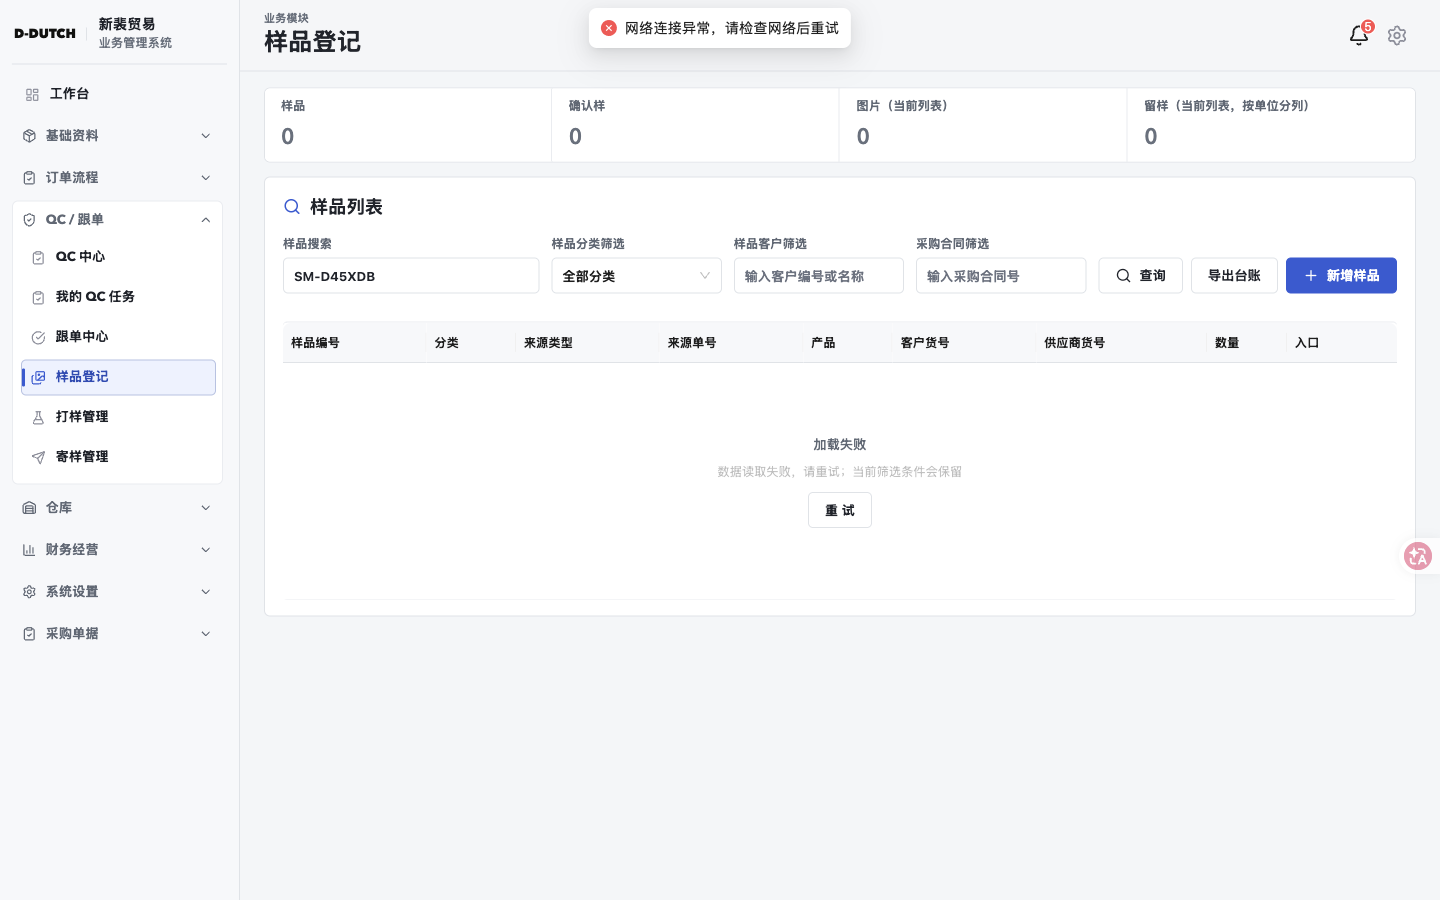 D-DUTCH
新裴贸易
业务管理系统
工作台
基础资料
订单流程
QC / 跟单
QC 中心
我的 QC 任务
跟单中心
样品登记
打样管理
寄样管理
仓库
财务经营
系统设置
采购单据
业务模块
样品登记
网络连接异常，请检查网络后重试
5
样品
0
确认样
0
图片（当前列表）
0
留样（当前列表，按单位分列）
0
样品列表
样品搜索
SM-D45XDB
样品分类筛选
全部分类
样品客户筛选
输入客户编号或名称
采购合同筛选
输入采购合同号
查询
导出台账
新增样品
样品编号 分类 来源类型 来源单号 产品 客户货号 供应商货号 数量 入口
加载失败
数据读取失败，请重试；当前筛选条件会保留
重 试